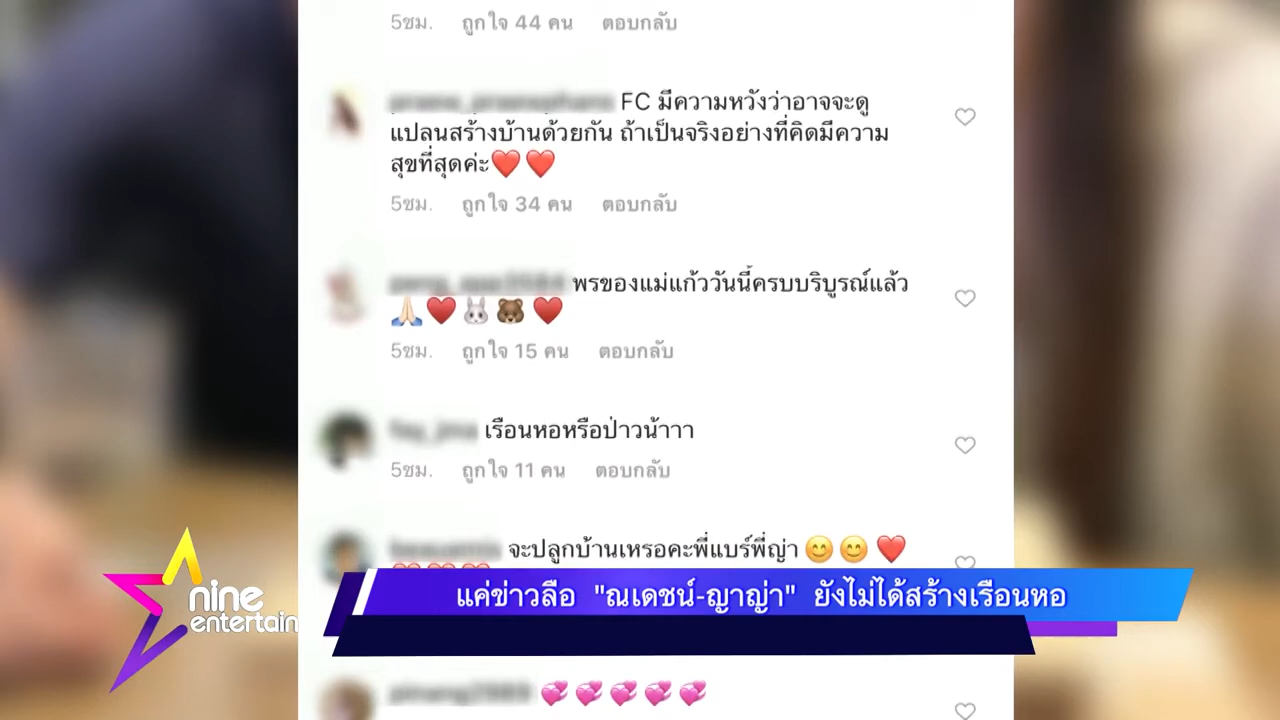 5ชม. ถูกใจ 44 คน ตอบกลับ
FC มีความหวังว่าอาจจะดู
แปลนสร้างบ้านด้วยกัน ถ้าเป็นจริงอย่างที่คิดมีความ
สุขที่สุดค่ะ❤️❤️
5ชม. ถูกใจ 34 คน ตอบกลับ
พรของแม่แก้ววันนี้ครบบริบูรณ์แล้ว
🙏🏻❤️🐰🐻❤️
5ชม. ถูกใจ 15 คน ตอบกลับ
เรือนหอหรือป่าวน้าาา
5ชม. ถูกใจ 11 คน ตอบกลับ
จะปลูกบ้านเหรอคะพี่แบร์พี่ญ่า 😊😊❤️
แค่ข่าวลือ "ณเดชน์-ญาญ่า" ยังไม่ได้สร้างเรือนหอ
nine
entertain
💞💞💞💞💞